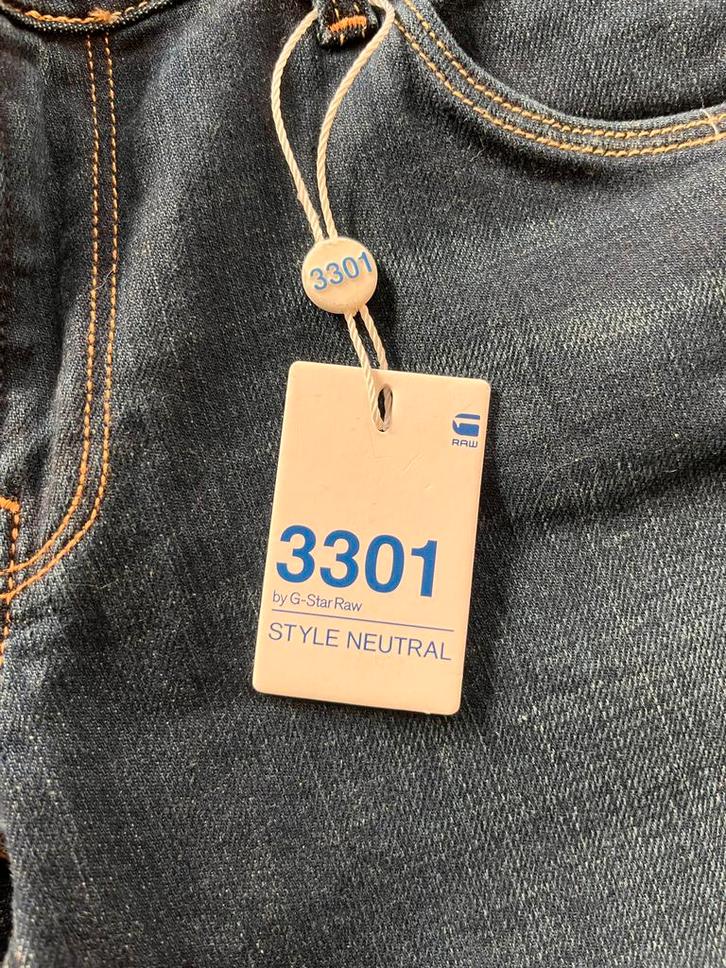 3301
RAW
3301
by G-Star Raw
STYLE NEUTRAL